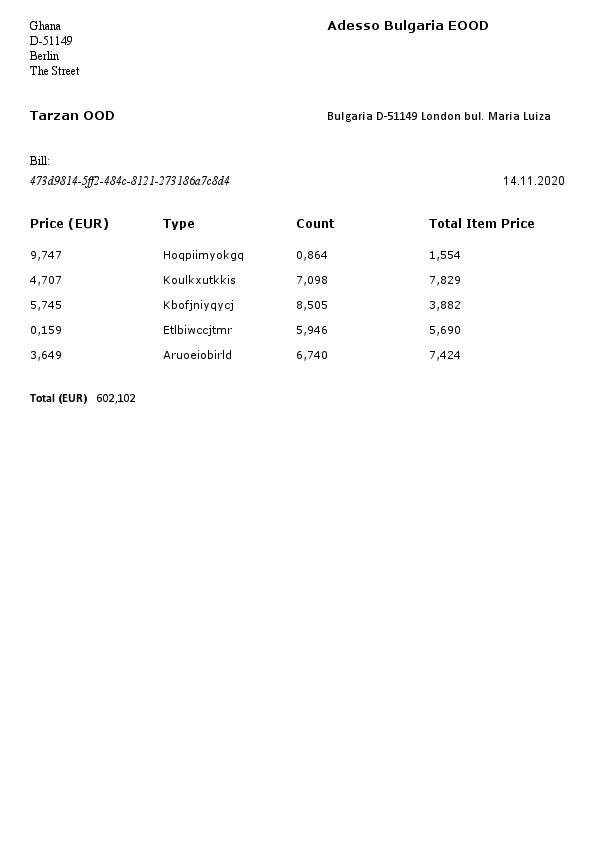 Ghana
D-51149
Berlin
The Street
Adesso Bulgaria EOOD
Tarzan OOD
Bulgaria D-51149 London bul. Maria Luiza
Bill:
473d9814-5ff2-484c-8121-273186a7c8d4
14.11.2020
Price (EUR) Type Count Total Item Price
9,747 Hoqpiimyokgq 0,864 1,554
4,707 Koulkxutkkis 7,098 7,829
5,745 Kbofjniyqycj 8,505 3,882
0,159 Etlbiwccjtmr 5,946 5,690
3,649 Aruoeiobirld 6,740 7,424
Total (EUR) 602,102